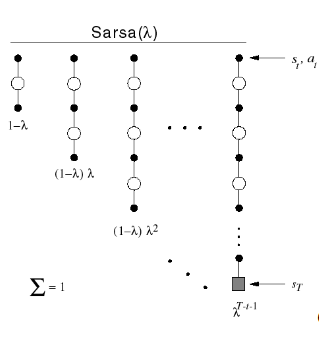 Sarsa(λ)
s_t, a_t
1−λ
(1−λ) λ
(1−λ) λ²
Σ = 1
s_T
λ^{T-t-1}